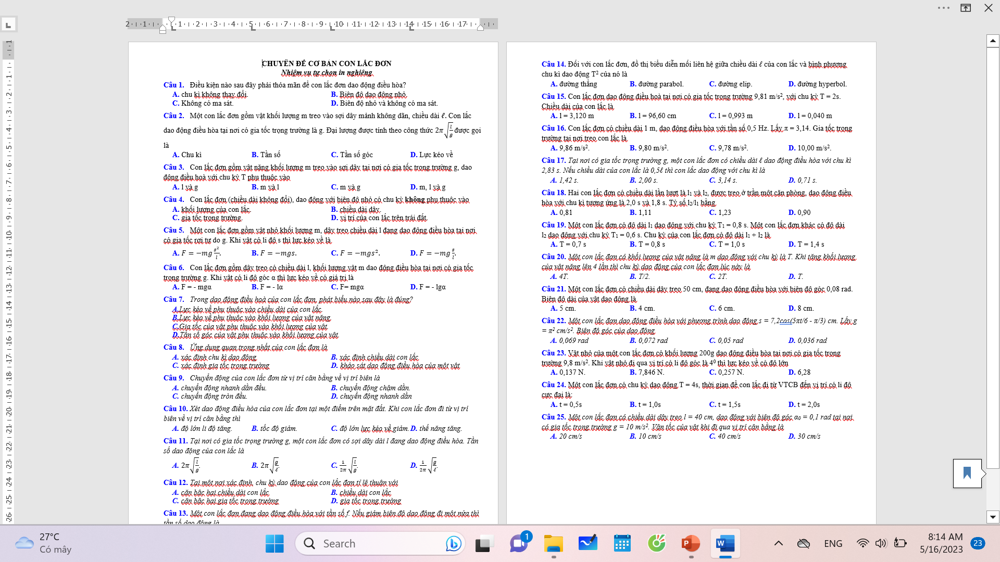 2 1 1 2 3 4 5 6 7 8 9 10 11 12 13 14 15 16 17
CHUYÊN ĐỀ CƠ BẢN CON LẮC ĐƠN
Nhiệm vụ tự chọn in nghiêng
Câu 1. Điều kiện nào sau đây phải thỏa mãn để con lắc đơn dao động điều hòa?
A. chu kì không thay đổi. B. Biên độ dao động nhỏ.
C. Không có ma sát. D. Biên độ nhỏ và không có ma sát.
Câu 2. Một con lắc đơn gồm vật khối lượng m treo vào sợi dây mảnh không dãn, chiều dài ℓ. Con lắc
dao động điều hòa tại nơi có gia tốc trọng trường là g. Đại lượng được tính theo công thức 2π√(l/g) được gọi
là
A. Chu kì B. Tần số C. Tần số góc D. Lực kéo về
Câu 3. Con lắc đơn gồm vật nặng khối lượng m treo vào sợi dây tại nơi có gia tốc trọng trường g, dao
động điều hoà với chu kỳ T phụ thuộc vào
A. l và g B. m và l C. m và g D. m, l và g
Câu 4. Con lắc đơn (chiều dài không đổi), dao động với biên độ nhỏ có chu kỳ không phụ thuộc vào
A. khối lượng của con lắc. B. chiều dài dây.
C. gia tốc trọng trường. D. vị trí của con lắc trên trái đất.
Câu 5. Một con lắc đơn gồm vật nhỏ khối lượng m, dây treo chiều dài l đang dao động điều hòa tại nơi
có gia tốc rơi tự do g. Khi vật có li độ s thì lực kéo về là
A. F = −mg s²/l. B. F = −mgs. C. F = −mgs². D. F = −mg s/l.
Câu 6. Con lắc đơn gồm dây treo có chiều dài l, khối lượng vật m dao động điều hòa tại nơi có gia tốc
trọng trường g. Khi vật có li độ góc α thì lực kéo về có giá trị là
A. F = - mgα B. F = - lα C. F= mgα D. F = - lgα
Câu 7. Trong dao động điều hoà của con lắc đơn, phát biểu nào sau đây là đúng?
A.Lực kéo về phụ thuộc vào chiều dài của con lắc.
B.Lực kéo về phụ thuộc vào khối lượng của vật nặng.
C.Gia tốc của vật phụ thuộc vào khối lượng của vật
D.Tần số góc của vật phụ thuộc vào khối lượng của vật.
Câu 8. Ứng dụng quan trọng nhất của con lắc đơn là
A. xác định chu kì dao động B. xác định chiều dài con lắc
C. xác định gia tốc trọng trường D. khảo sát dao động điều hòa của một vật
Câu 9. Chuyển động của con lắc đơn từ vị trí cân bằng về vị trí biên là
A. chuyển động nhanh dần đều. B. chuyển động chậm dần.
C. chuyển động tròn đều. D. chuyển động nhanh dần
Câu 10. Xét dao động điều hòa của con lắc đơn tại một điểm trên mặt đất. Khi con lắc đơn đi từ vị trí
biên về vị trí cân bằng thì
A. độ lớn li độ tăng. B. tốc độ giảm. C. độ lớn lực kéo về giảm. D. thế năng tăng.
Câu 11. Tại nơi có gia tốc trọng trường g, một con lắc đơn có sợi dây dài l đang dao động điều hòa. Tần
số dao động của con lắc là
A. 2π√(l/g). B. 2π√(g/ℓ). C. 1/2π √(l/g). D. 1/2π √(g/ℓ).
Câu 12. Tại một nơi xác định, chu kỳ dao động của con lắc đơn tỉ lệ thuận với
A. căn bậc hai chiều dài con lắc B. chiều dài con lắc
C. căn bậc hai gia tốc trọng trường D. gia tốc trọng trường
Câu 13. Một con lắc đơn đang dao động điều hòa với tần số f. Nếu giảm biên độ dao động đi một nửa thì
tần số dao động là
Câu 14. Đối với con lắc đơn, đồ thị biểu diễn mối liên hệ giữa chiều dài ℓ của con lắc và bình phương
chu kì dao động T² của nó là
A. đường thẳng B. đường parabol. C. đường elip. D. đường hyperbol.
Câu 15. Con lắc đơn dao động điều hoà tại nơi có gia tốc trọng trường 9,81 m/s², với chu kỳ T = 2s.
Chiều dài của con lắc là
A. l = 3,120 m B. l = 96,60 cm C. l = 0,993 m D. l = 0,040 m
Câu 16. Con lắc đơn có chiều dài 1 m, dao động điều hòa với tần số 0,5 Hz. Lấy π = 3,14. Gia tốc trọng
trường tại nơi treo con lắc là
A. 9,86 m/s². B. 9,80 m/s². C. 9,78 m/s². D. 10,00 m/s².
Câu 17. Tại nơi có gia tốc trọng trường g, một con lắc đơn có chiều dài ℓ dao động điều hòa với chu kì
2,83 s. Nếu chiều dài của con lắc là 0,5ℓ thì con lắc dao động với chu kì là
A. 1,42 s. B. 2,00 s. C. 3,14 s. D. 0,71 s.
Câu 18. Hai con lắc đơn có chiều dài lần lượt là l₁ và l₂, được treo ở trần một căn phòng, dao động điều
hòa với chu kì tương ứng là 2,0 s và 1,8 s. Tỷ số l₂/l₁ bằng
A. 0,81 B. 1,11 C. 1,23 D. 0,90
Câu 19. Một con lắc đơn có độ dài l₁ dao động với chu kỳ T₁ = 0,8 s. Một con lắc đơn khác có độ dài
l₂ dao động với chu kỳ T₁ = 0,6 s. Chu kỳ của con lắc đơn có độ dài l₁ + l₂ là
A. T = 0,7 s B. T = 0,8 s C. T = 1,0 s D. T = 1,4 s
Câu 20. Một con lắc đơn có khối lượng của vật nặng là m dao động với chu kỳ là T. Khi tăng khối lượng
của vật nặng lên 4 lần thì chu kỳ dao động của con lắc đơn lúc này là
A. 4T. B. T/2. C. 2T. D. T.
Câu 21. Một con lắc đơn có chiều dài dây treo 50 cm, đang dao động điều hòa với biên độ góc 0,08 rad.
Biên độ dài của vật dao động là
A. 5 cm. B. 4 cm. C. 6 cm. D. 8 cm.
Câu 22. Một con lắc đơn dao động điều hòa với phương trình dao động s = 7,2cos(5πt/6 - π/3) cm. Lấy g
= π² cm/s². Biên độ góc của dao động
A. 0,069 rad B. 0,072 rad C. 0,05 rad D. 0,036 rad
Câu 23. Vật nhỏ của một con lắc đơn có khối lượng 200g dao động điều hòa tại nơi có gia tốc trọng
trường 9,8 m/s². Khi vật nhỏ đi qua vị trí có li độ góc là 4⁰ thì lực kéo về có độ lớn
A. 0,137 N. B. 7,846 N. C. 0,257 N. D. 6,28
Câu 24. Một con lắc đơn có chu kỳ dao động T = 4s, thời gian để con lắc đi từ VTCB đến vị trí có li độ
cực đại là:
A. t = 0,5s B. t = 1,0s C. t = 1,5s D. t = 2,0s
Câu 25. Một con lắc đơn có chiều dài dây treo l = 40 cm, dao động với biên độ góc α₀ = 0,1 rad tại nơi
có gia tốc trọng trường g = 10 m/s². Vận tốc của vật khi đi qua vị trí cân bằng là
A. 20 cm/s B. 10 cm/s C. 40 cm/s D. 30 cm/s
27°C
Có mây
Search
1
P
W
ENG
8:14 AM
5/16/2023
23